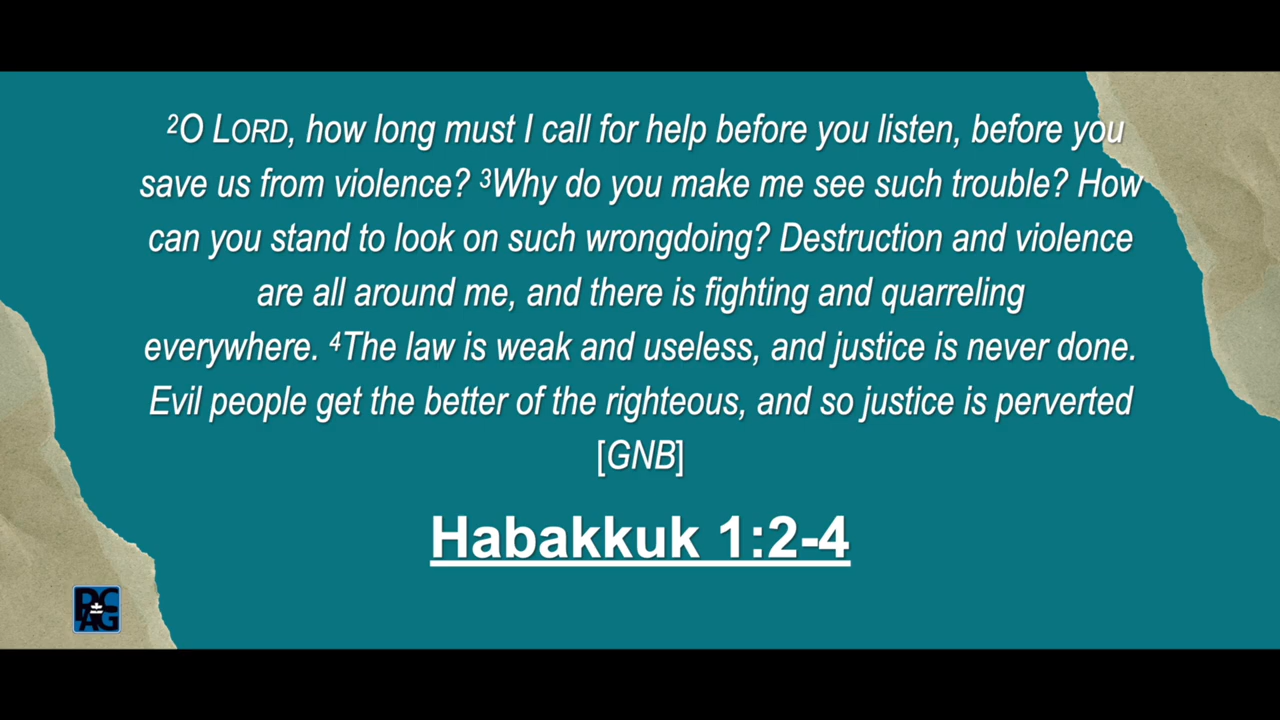 ²O LORD, how long must I call for help before you listen, before you
save us from violence? ³Why do you make me see such trouble? How
can you stand to look on such wrongdoing? Destruction and violence
are all around me, and there is fighting and quarreling
everywhere. ⁴The law is weak and useless, and justice is never done.
Evil people get the better of the righteous, and so justice is perverted
[GNB]
Habakkuk 1:2-4